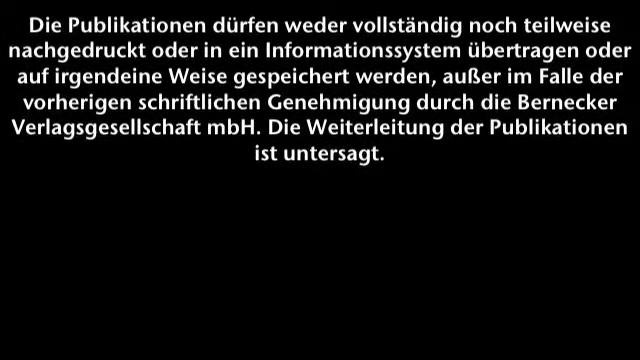 Die Publikationen dürfen weder vollständig noch teilweise
nachgedruckt oder in ein Informationssystem übertragen oder
auf irgendeine Weise gespeichert werden, außer im Falle der
vorherigen schriftlichen Genehmigung durch die Bernecker
Verlagsgesellschaft mbH. Die Weiterleitung der Publikationen
ist untersagt.